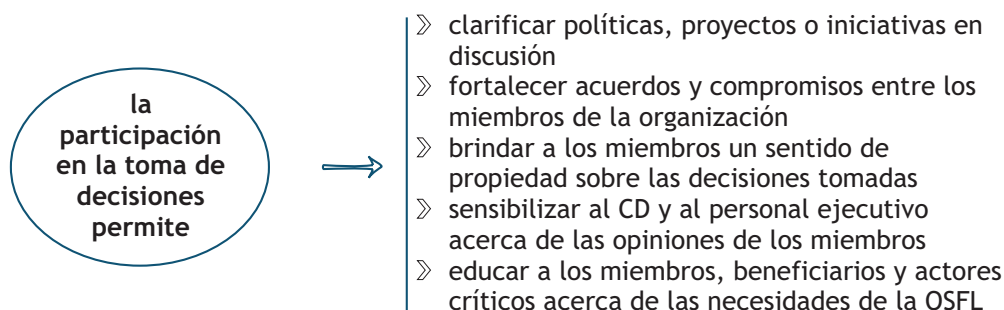 la
participación
en la toma de
decisiones
permite
clarificar políticas, proyectos o iniciativas en
discusión
fortalecer acuerdos y compromisos entre los
miembros de la organización
brindar a los miembros un sentido de
propiedad sobre las decisiones tomadas
sensibilizar al CD y al personal ejecutivo
acerca de las opiniones de los miembros
educar a los miembros, beneficiarios y actores
críticos acerca de las necesidades de la OSFL